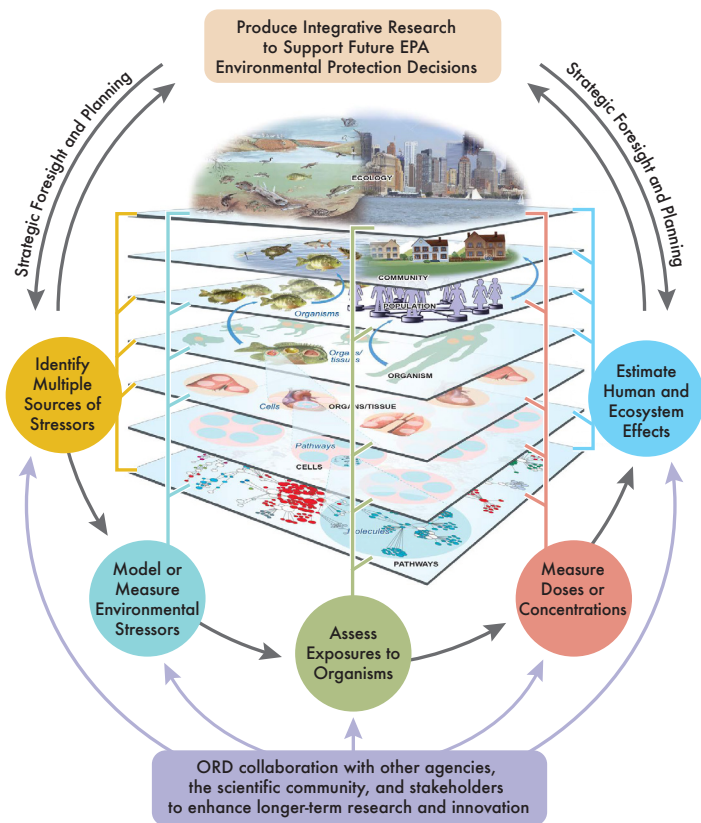 Produce Integrative Research
to Support Future EPA
Environmental Protection Decisions
Strategic Foresight and Planning
Strategic Foresight and Planning
ECOLOGY
COMMUNITY
POPULATION
Organisms
Organs/
tissues
ORGANISM
Cells
ORGANS/TISSUE
Pathways
CELLS
Molecules
PATHWAYS
Identify
Multiple
Sources of
Stressors
Estimate
Human and
Ecosystem
Effects
Model or
Measure
Environmental
Stressors
Measure
Doses or
Concentrations
Assess
Exposures to
Organisms
ORD collaboration with other agencies,
the scientific community, and stakeholders
to enhance longer-term research and innovation